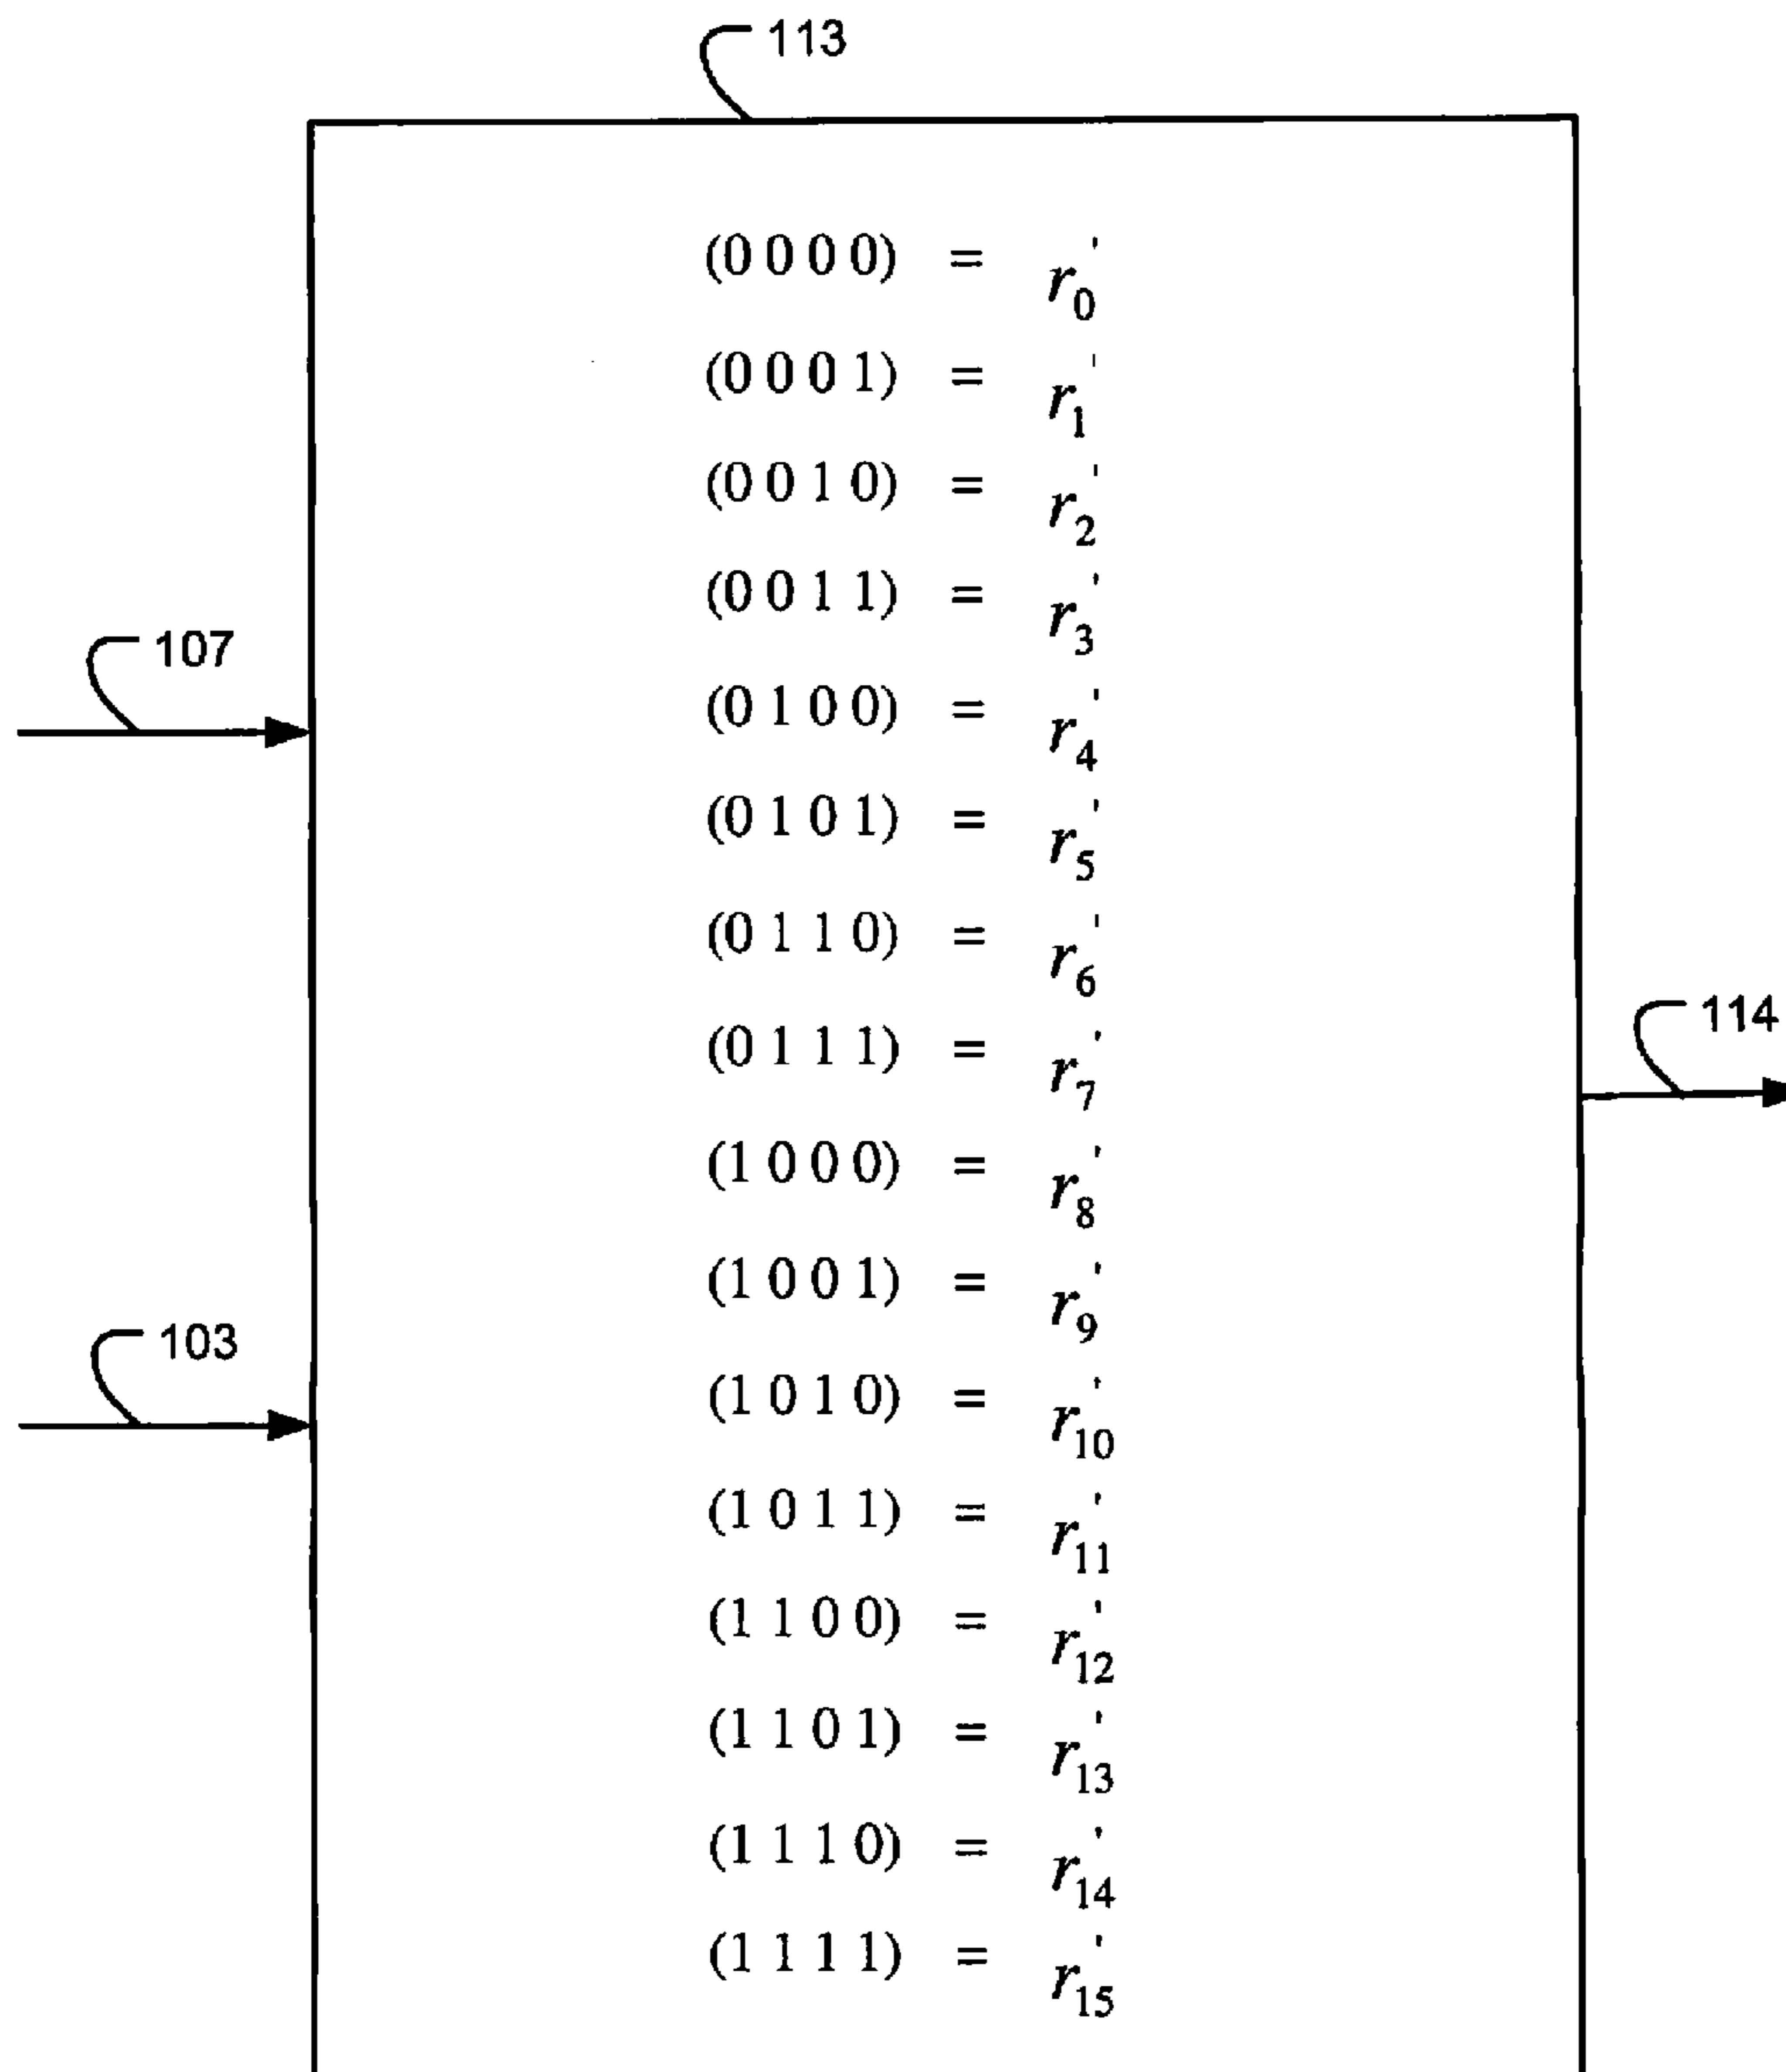 113
(0 0 0 0) = r₀'
(0 0 0 1) = r₁'
(0 0 1 0) = r₂'
(0 0 1 1) = r₃'
107
(0 1 0 0) = r₄'
(0 1 0 1) = r₅'
(0 1 1 0) = r₆'
(0 1 1 1) = r₇'
114
(1 0 0 0) = r₈'
(1 0 0 1) = r₉'
103
(1 0 1 0) = r₁₀'
(1 0 1 1) = r₁₁'
(1 1 0 0) = r₁₂'
(1 1 0 1) = r₁₃'
(1 1 1 0) = r₁₄'
(1 1 1 1) = r₁₅'